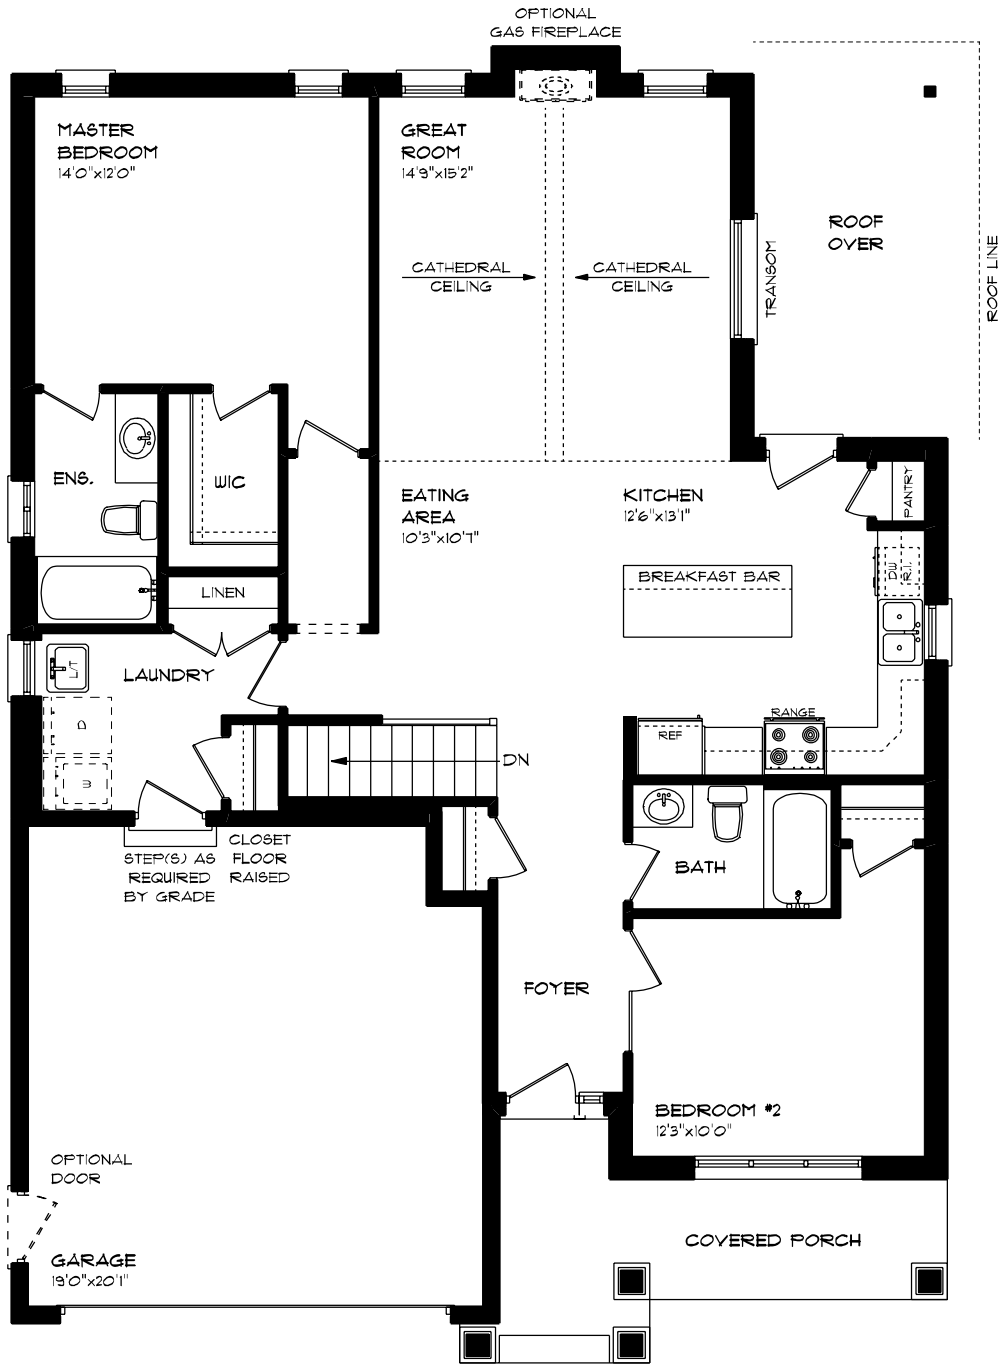 OPTIONAL
GAS FIREPLACE
MASTER
BEDROOM
14'0"x12'0"
GREAT
ROOM
14'9"x15'2"
ROOF
OVER
TRANSOM
ROOF LINE
CATHEDRAL
CEILING
CATHEDRAL
CEILING
ENS.
WIC
EATING
AREA
10'3"x10'7"
KITCHEN
12'6"x13'1"
PANTRY
DW
R.I.
BREAKFAST BAR
LINEN
L/T
LAUNDRY
D
W
RANGE
REF
DN
STEP(S) AS
REQUIRED
BY GRADE
CLOSET
FLOOR
RAISED
BATH
FOYER
BEDROOM #2
12'3"x10'0"
OPTIONAL
DOOR
COVERED PORCH
GARAGE
19'0"x20'1"